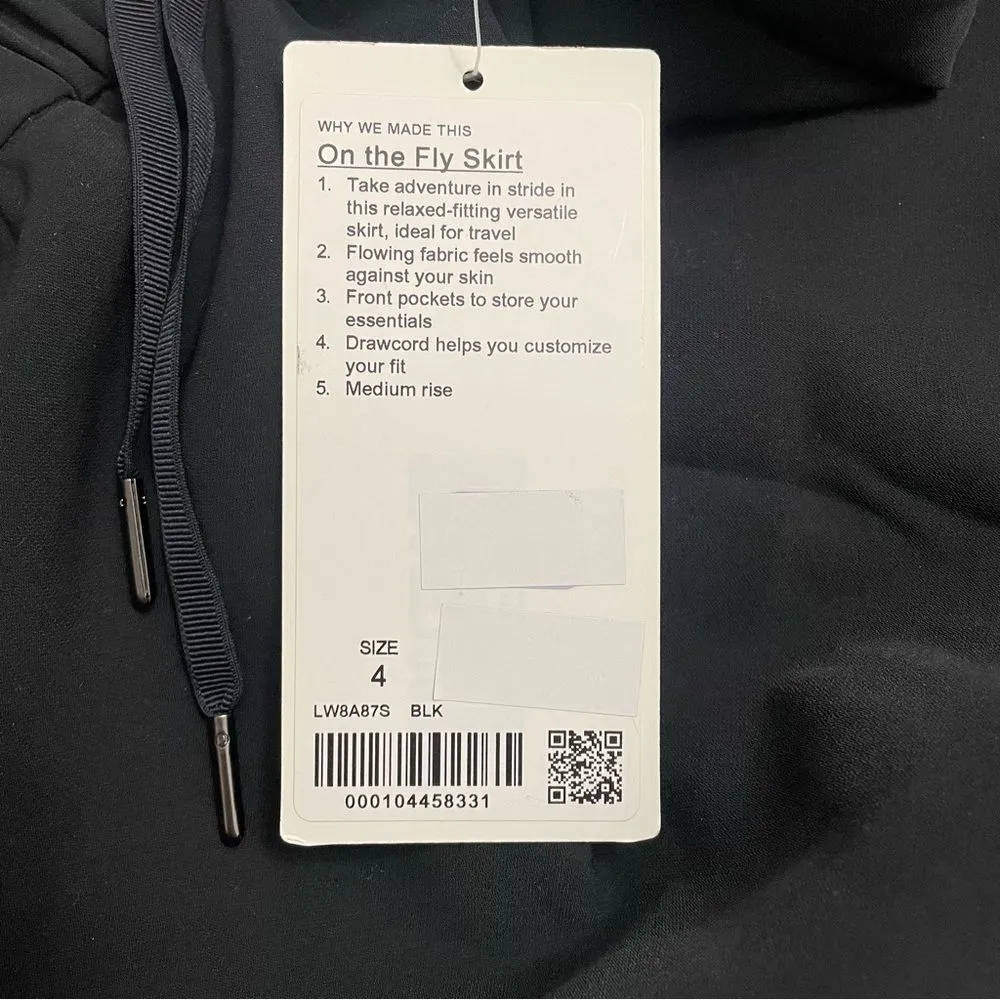 WHY WE MADE THIS
On the Fly Skirt
1. Take adventure in stride in
this relaxed-fitting versatile
skirt, ideal for travel
2. Flowing fabric feels smooth
against your skin
3. Front pockets to store your
essentials
4. Drawcord helps you customize
your fit
5. Medium rise
SIZE
4
LW8A87S BLK
000104458331